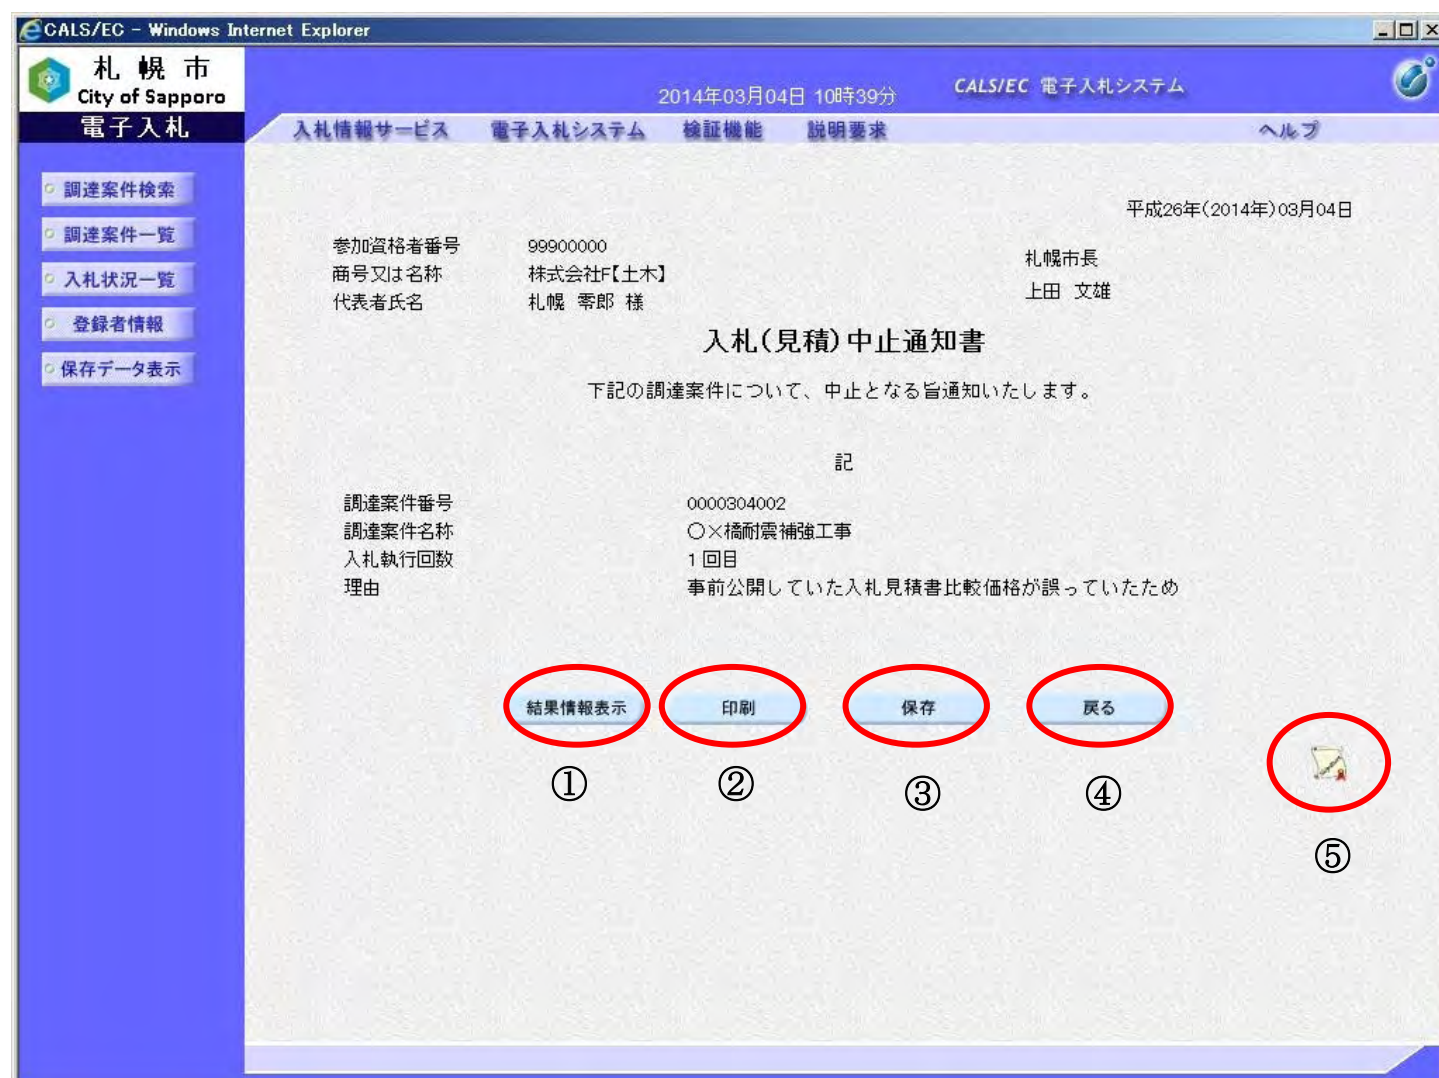 CALS/EC - Windows Internet Explorer
札幌市
City of Sapporo
電子入札
2014年03月04日 10時39分
CALS/EC 電子入札システム
入札情報サービス 電子入札システム 検証機能 説明要求 ヘルプ
調達案件検索
調達案件一覧
入札状況一覧
登録者情報
保存データ表示
平成26年(2014年)03月04日
参加資格者番号 99900000
商号又は名称 株式会社F【土木】
代表者氏名 札幌 零郎 様
札幌市長
上田 文雄
入札(見積)中止通知書
下記の調達案件について、中止となる旨通知いたします。
記
調達案件番号 0000304002
調達案件名称 〇×橋耐震補強工事
入札執行回数 1回目
理由 事前公開していた入札見積書比較価格が誤っていたため
結果情報表示 印刷 保存 戻る
① ② ③ ④
⑤